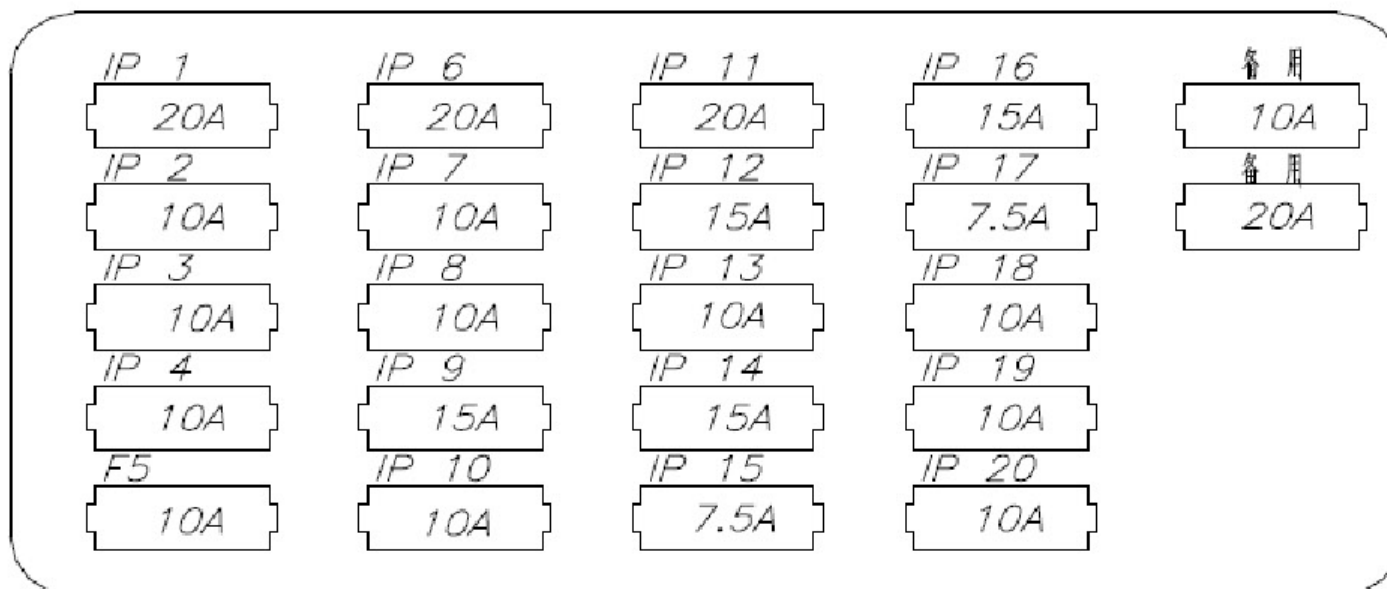 IP 1 IP 6 IP 11 IP 16 备用
20A 20A 20A 15A 10A
IP 2 IP 7 IP 12 IP 17 备用
10A 10A 15A 7.5A 20A
IP 3 IP 8 IP 13 IP 18
10A 10A 10A 10A
IP 4 IP 9 IP 14 IP 19
10A 15A 15A 10A
F5 IP 10 IP 15 IP 20
10A 10A 7.5A 10A